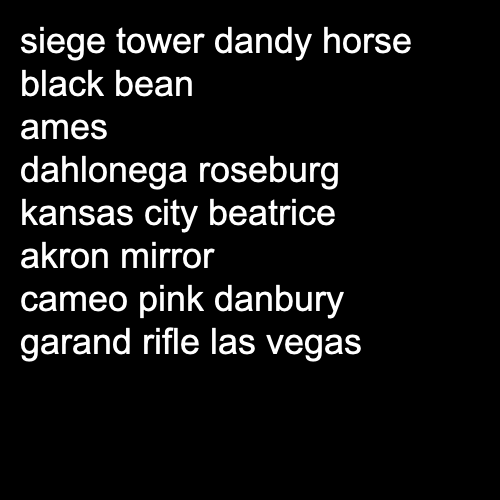 siege tower dandy horse
black bean
ames
dahlonega roseburg
kansas city beatrice
akron mirror
cameo pink danbury
garand rifle las vegas